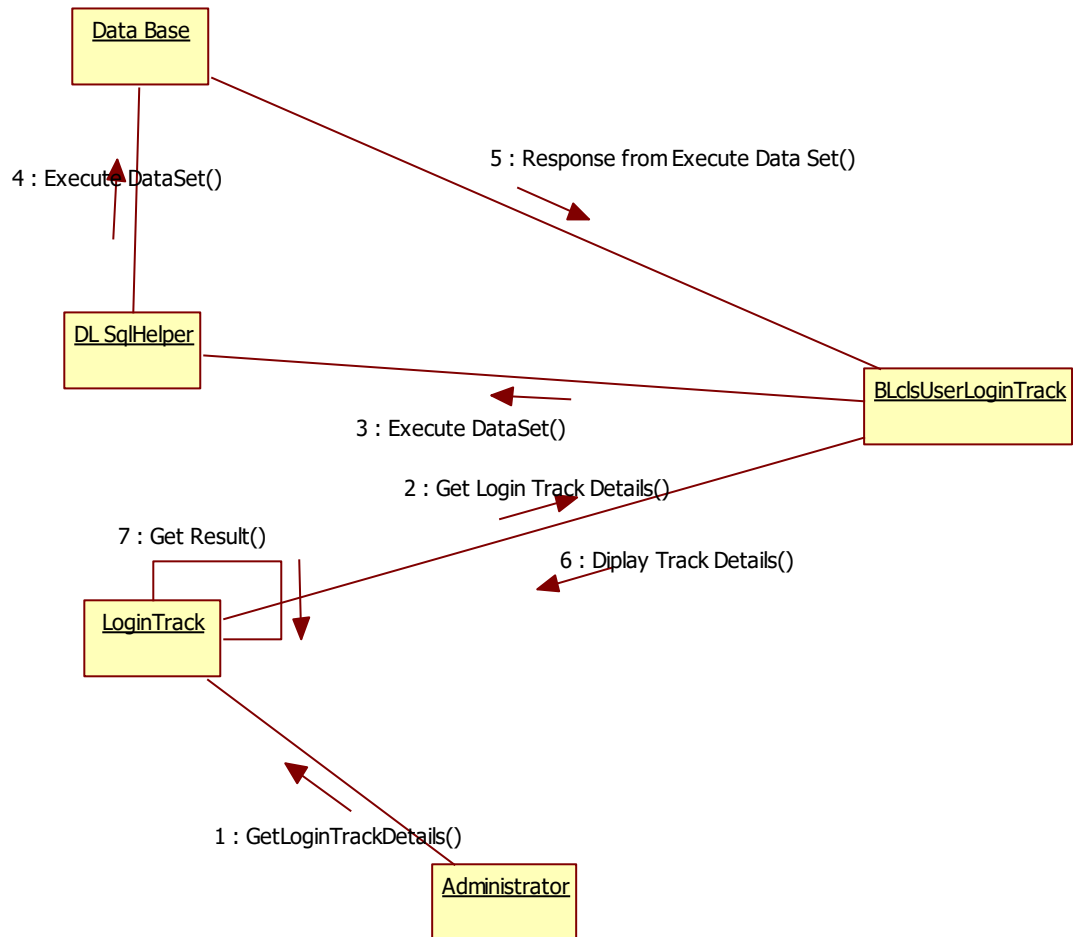 Data Base
5 : Response from Execute Data Set()
4 : Execute DataSet()
DL SqlHelper
BLclsUserLoginTrack
3 : Execute DataSet()
2 : Get Login Track Details()
7 : Get Result()
6 : Diplay Track Details()
LoginTrack
1 : GetLoginTrackDetails()
Administrator